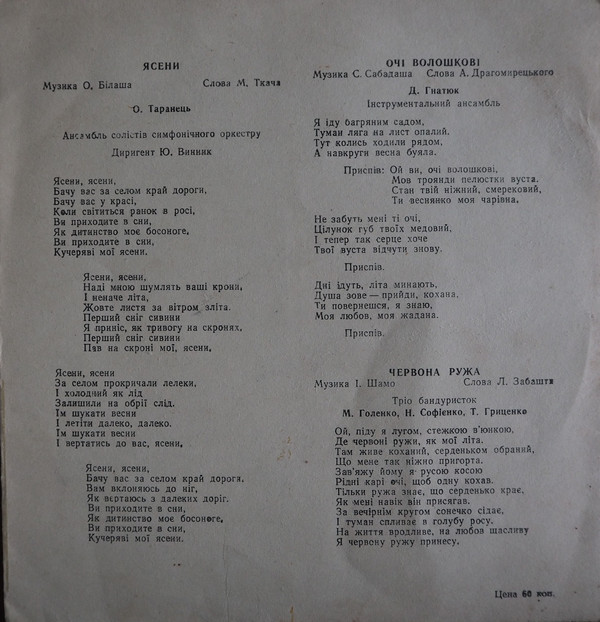 ЯСЕНИ
Музика О. Білаша Слова М. Ткача
О. Таранець
Ансамбль солістів симфонічного оркестру
Диригент Ю. Винник
Ясени, ясени,
Бачу вас за селом край дороги,
Бачу вас у красі,
Коли світиться ранок в росі,
Ви приходите в сни,
Як дитинство моє босоноге,
Ви приходите в сни,
Кучеряві мої ясени.
Ясени, ясени,
Наді мною шумлять ваші крони,
І неначе літа,
Жовте листя за вітром зліта.
Перший сніг сивини
Я приніс, як тривогу на скронях,
Перший сніг сивини
Пав на скроні мої, ясени,
Ясени, ясени
За селом прокричали лелеки,
І холодний як лід
Залишили на обрії слід.
Їм шукати весни
І летіти далеко, далеко.
Їм шукати весни
І вертатись до вас, ясени,
Ясени, ясени,
Бачу вас за селом край дорога,
Вам вклоняюсь до ніг,
Як вертаюсь з далеких доріг.
Ви приходите в сни,
Як дитинство моє босоноге,
Ви приходите в сни,
Кучеряві мої ясени.
ОЧІ ВОЛОШКОВІ
Музика С. Сабадаша Слова А. Драгомирецького
Д. Гнатюк
Інструментальний ансамбль
Я іду багряним садом,
Туман ляга на лист опалий.
Тут колись ходили рядом,
А навкруги весна буяла.
Приспів: Ой ви, очі волошкові,
Мов троянди пелюстки вуста.
Стан твій ніжний, смерековий,
Ти веснянко моя чарівна.
Не забуть мені ті очі,
Цілунок губ твоїх медовий,
І тепер так серце хоче
Твої вуста відчути знову.
Приспів.
Дні ідуть, літа минають,
Душа зове — прийди, кохана,
Ти повернешся, я знаю,
Моя любов, моя жадана.
Приспів.
ЧЕРВОНА РУЖА
Музика І. Шамо Слова Л. Забашта
Тріо бандуристок
М. Голенко, Н. Софієнко, Т. Гриценко
Ой, піду я лугом, стежкою в'юнкою,
Де червоні ружи, як мої літа.
Там живе коханий, серденьком обраний,
Що мене так ніжно пригорта.
Зав'яжу йому я русою косою
Рідні карі очі, щоб одну кохав.
Тільки ружа знає, що серденько крає,
Як мені навік він присягав.
За вечірнім кругом сонечко сідає,
І туман спливає в голубу росу.
На життя вродливе, на любов щасливу
Я червону ружу принесу.
Цена 60 коп.